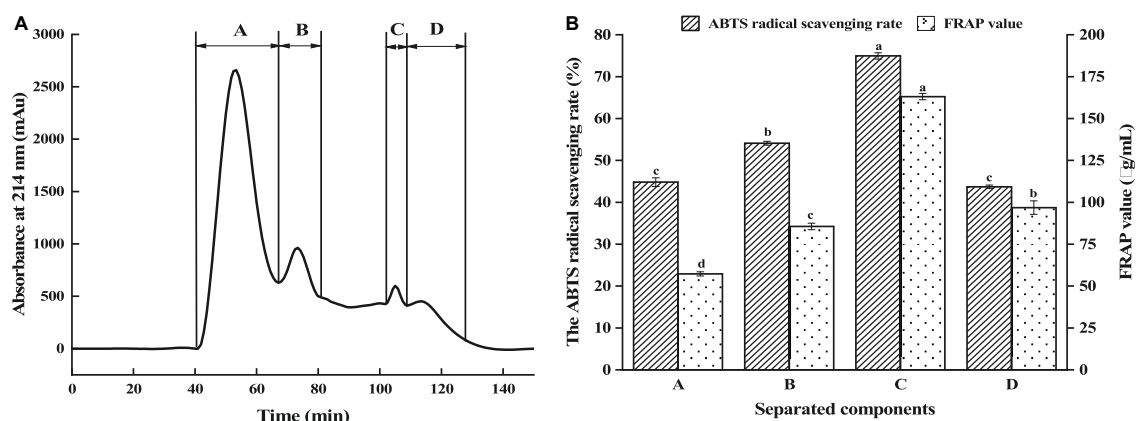 A
A B C D
3000
2500
2000
1500
1000
500
0
0 20 40 60 80 100 120 140
Absorbance at 214 nm (mAu)
Time (min)
B
ABTS radical scavenging rate FRAP value
80
70
60
50
40
30
20
10
0
The ABTS radical scavenging rate (%)
c d b c a a c b
200
175
150
125
100
75
50
25
0
FRAP value (□g/mL)
A B C D
Separated components